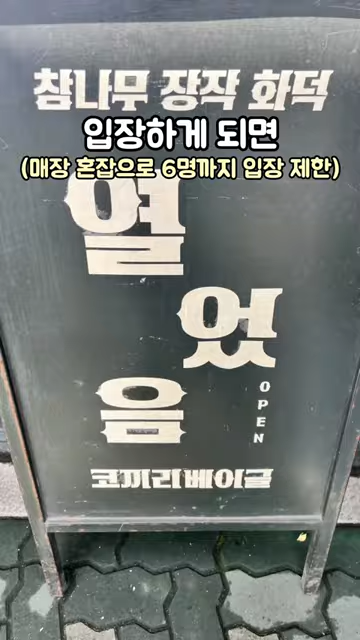 참나무 장작 화덕
입장하게 되면
(매장 혼잡으로 6명까지 입장 제한)
열
었
음
OPEN
코끼리베이글